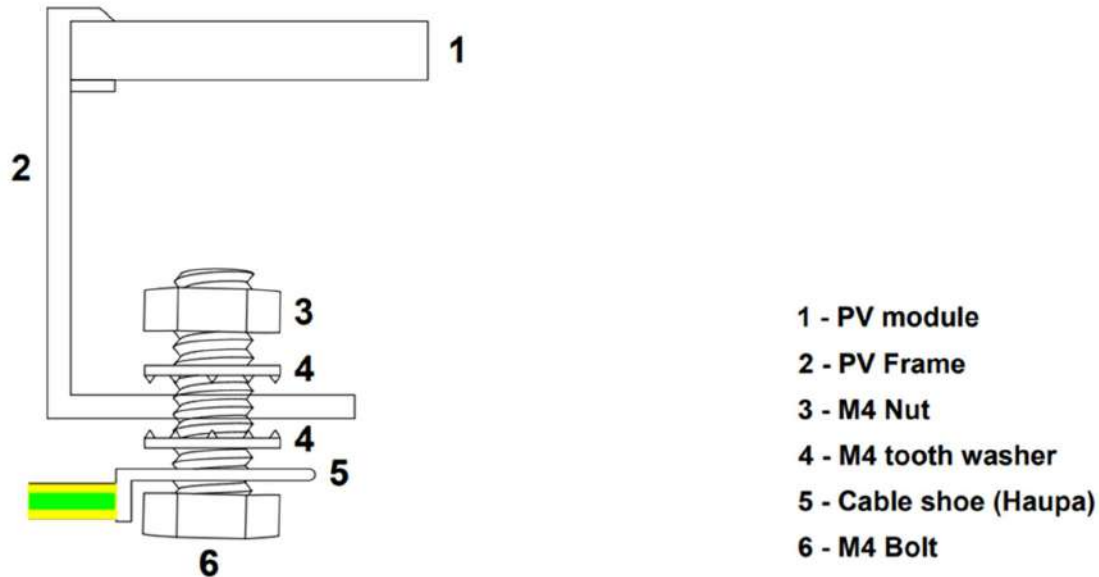 1
2
3
4
4
5
6
1 - PV module
2 - PV Frame
3 - M4 Nut
4 - M4 tooth washer
5 - Cable shoe (Haupa)
6 - M4 Bolt